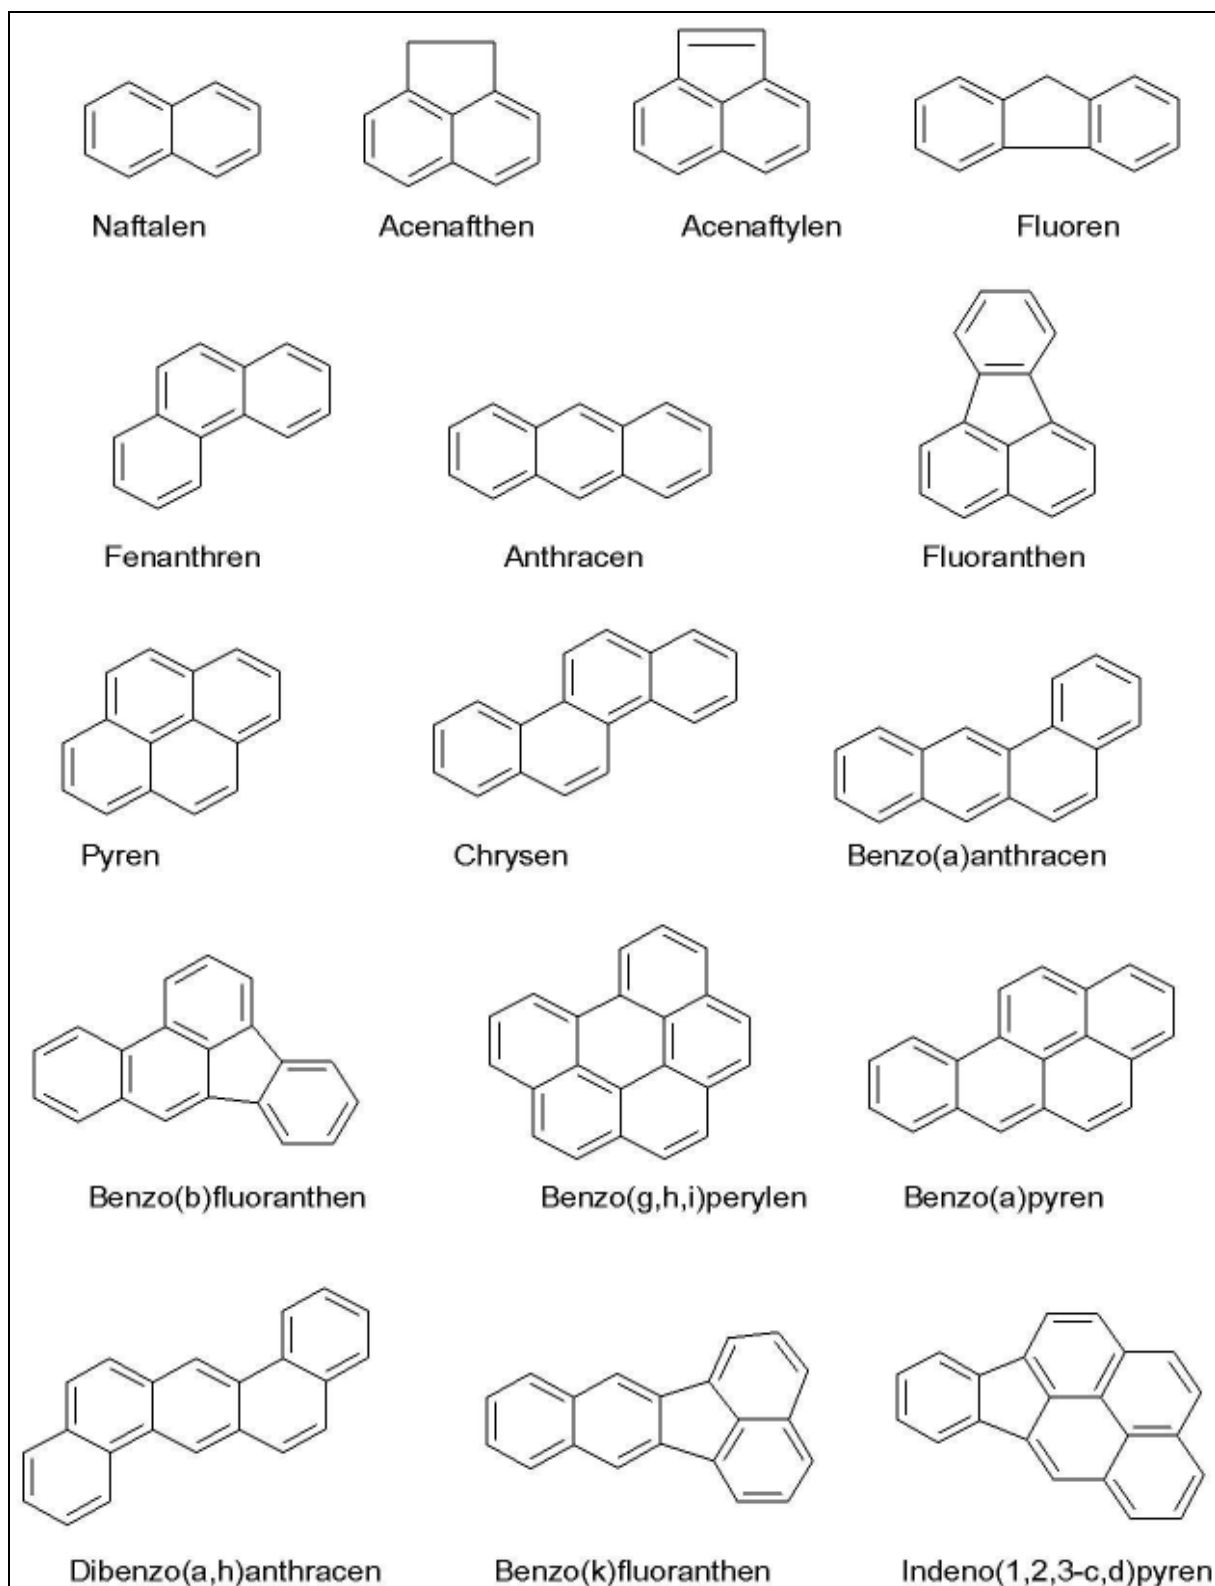 Naftalen
Acenafthen
Acenaftylen
Fluoren
Fenanthren
Anthracen
Fluoranthen
Pyren
Chrysen
Benzo(a)anthracen
Benzo(b)fluoranthen
Benzo(g,h,i)perylen
Benzo(a)pyren
Dibenzo(a,h)anthracen
Benzo(k)fluoranthen
Indeno(1,2,3-c,d)pyren